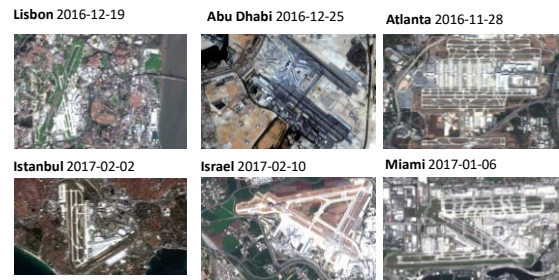 Lisbon 2016-12-19
Abu Dhabi 2016-12-25
Atlanta 2016-11-28
Istanbul 2017-02-02
Israel 2017-02-10
Miami 2017-01-06